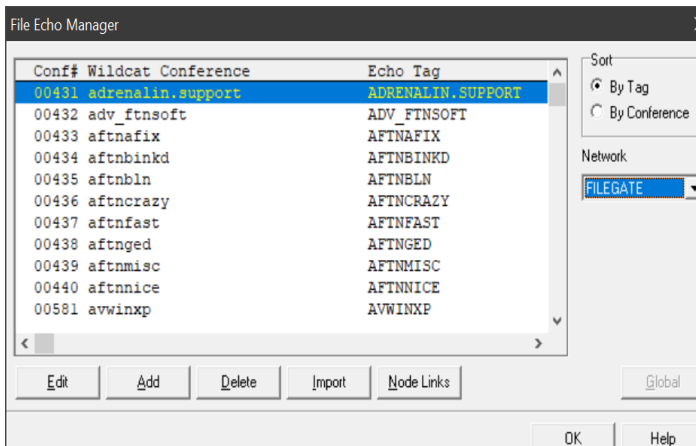 File Echo Manager
Conf# Wildcat Conference Echo Tag
00431 adrenalin.support ADRENALIN.SUPPORT
00432 adv_ftnsoft ADV_FTNSOFT
00433 aftnafix AFTNAFIX
00434 aftnbinkd AFTNBINKD
00435 aftnbln AFTNBLN
00436 aftncrazy AFTNCRAZY
00437 aftnfast AFTNFAST
00438 aftnged AFTNGED
00439 aftnmisc AFTNMISC
00440 aftnnice AFTNNICE
00581 avwinxp AVWINXP
Sort
By Tag
By Conference
Network
FILEGATE
Edit Add Delete Import Node Links Global
OK Help